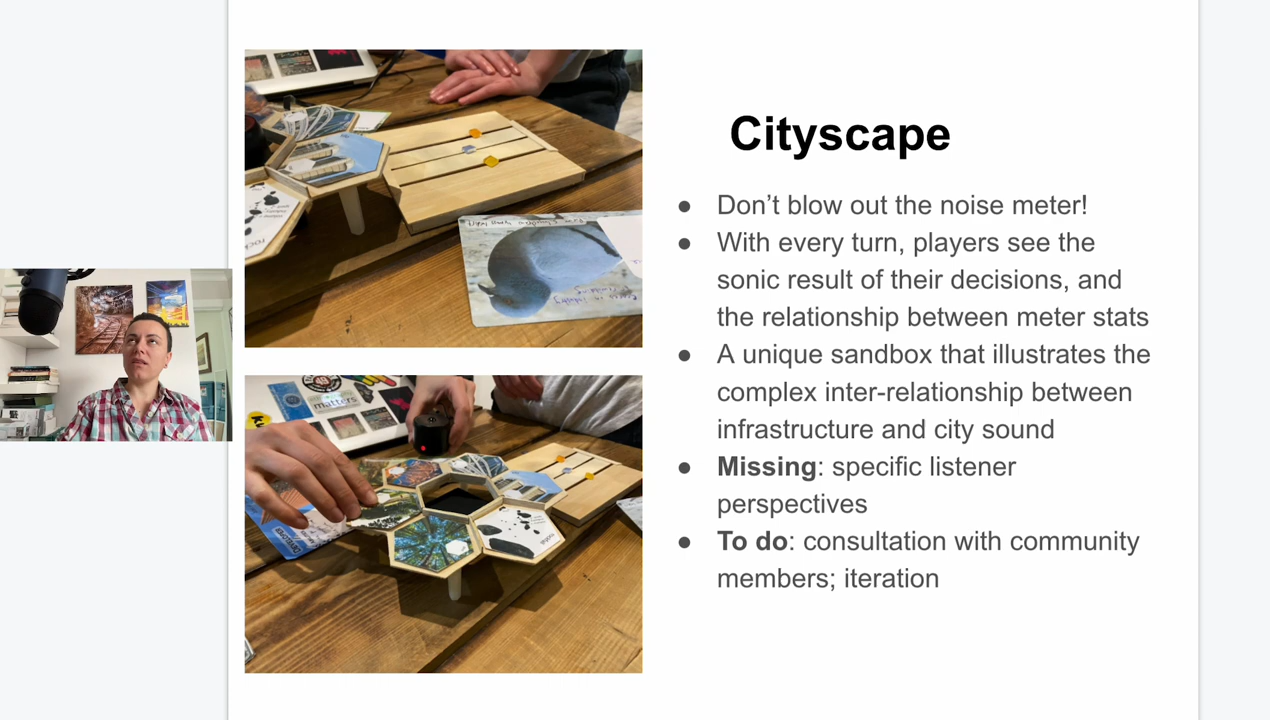 Cityscape
● Don’t blow out the noise meter!
● With every turn, players see the
sonic result of their decisions, and
the relationship between meter stats
● A unique sandbox that illustrates the
complex inter-relationship between
infrastructure and city sound
● Missing: specific listener
perspectives
● To do: consultation with community
members; iteration
matters